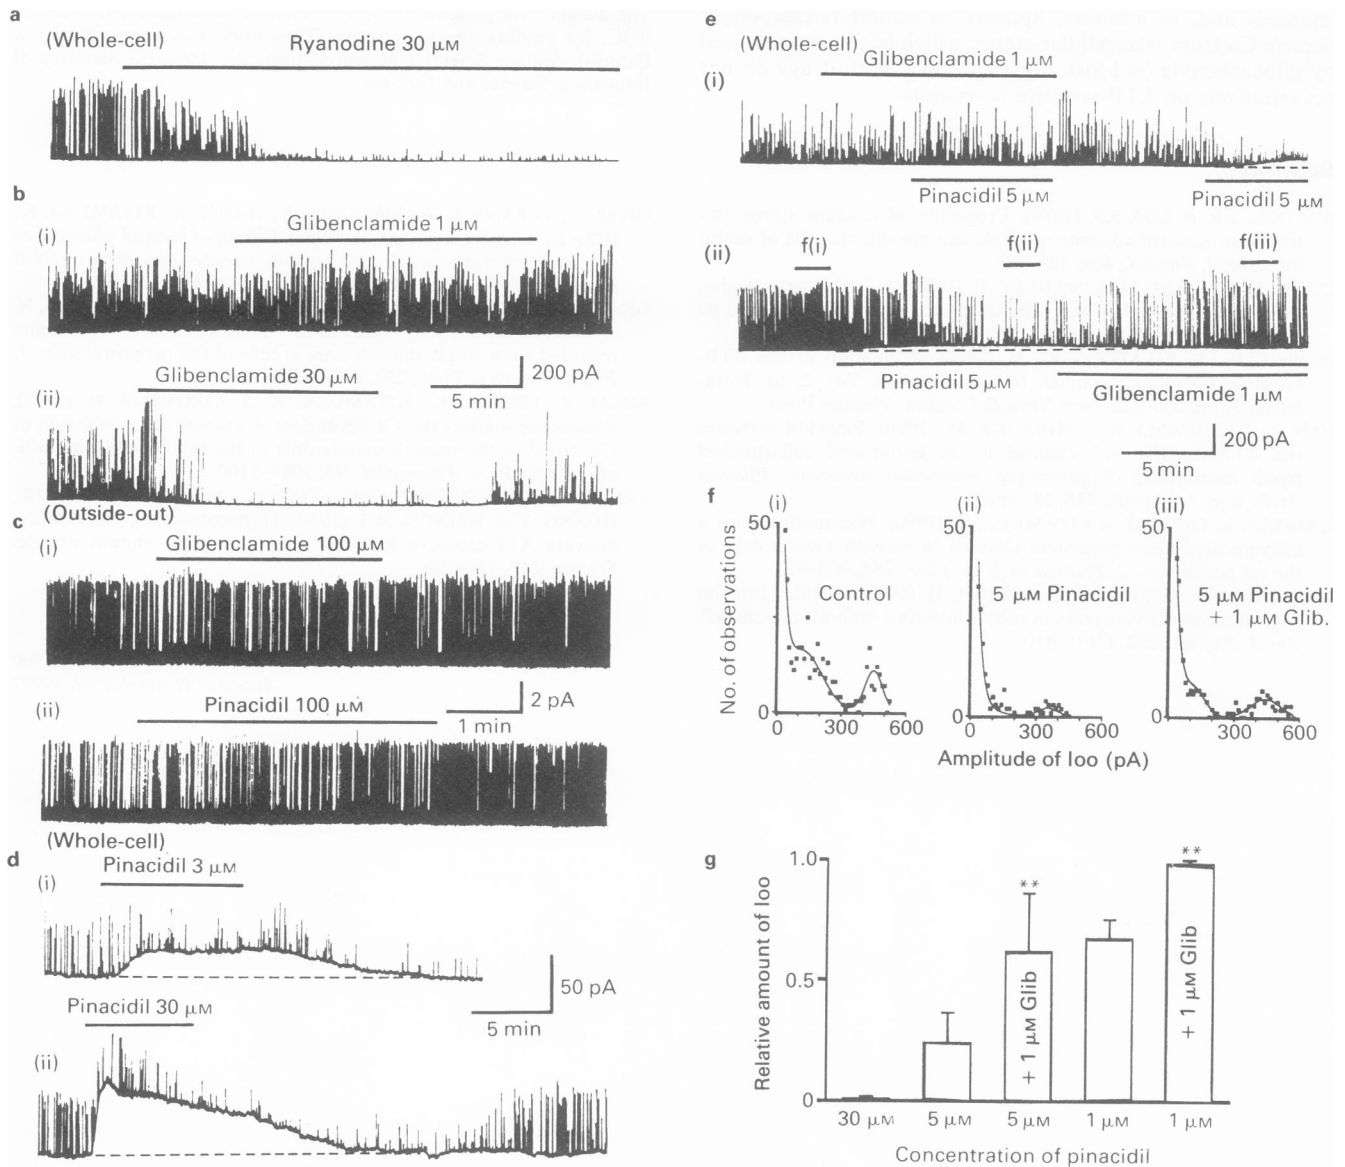 a
(Whole-cell)
Ryanodine 30 μM
b
(i)
Glibenclamide 1 μM
200 pA
5 min
(ii)
Glibenclamide 30 μM
(Outside-out)
c
(i)
Glibenclamide 100 μM
2 pA
1 min
(ii)
Pinacidil 100 μM
(Whole-cell)
d
(i)
Pinacidil 3 μM
50 pA
5 min
Pinacidil 30 μM
(ii)
e
(Whole-cell)
Glibenclamide 1 μM
(i)
Pinacidil 5 μM
Pinacidil 5 μM
(ii)
f(i)
f(ii)
f(iii)
Pinacidil 5 μM
Glibenclamide 1 μM
200 pA
5 min
f
(i)
(ii)
(iii)
50
50
50
Control
5 μM Pinacidil
5 μM Pinacidil
+ 1 μM Glib.
No. of observations
0
0
0
0 300 600
0 300 600
300 600
Amplitude of Ioo (pA)
g
1.0
0.5
0
Relative amount of Ioo
**
**
+ 1 μM Glib
+ 1 μM Glib
30 μM 5 μM 5 μM 1 μM 1 μM
Concentration of pinacidil